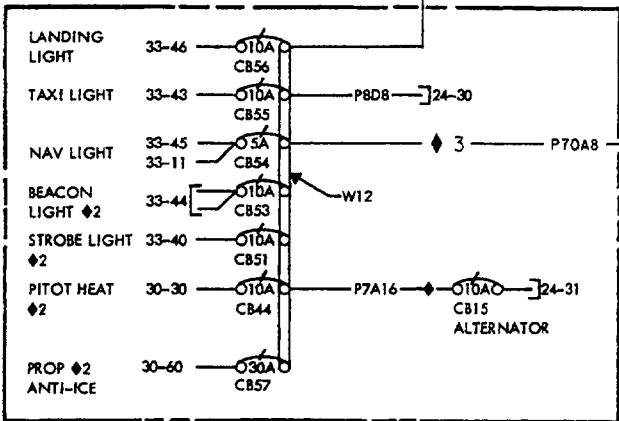 LANDING LIGHT 33-46 10A CB56
TAXI LIGHT 33-43 10A CB55 P8D8 24-30
NAV LIGHT 33-45 33-11 5A CB54 ◆ 3 P70A8
BEACON LIGHT ◆2 33-44 10A CB53 W12
STROBE LIGHT ◆2 33-40 10A CB51
PITOT HEAT ◆2 30-30 10A CB44 P7A16 ◆ 10A CB15 ALTERNATOR 24-31
PROP ◆2 ANTI-ICE 30-60 30A CB57